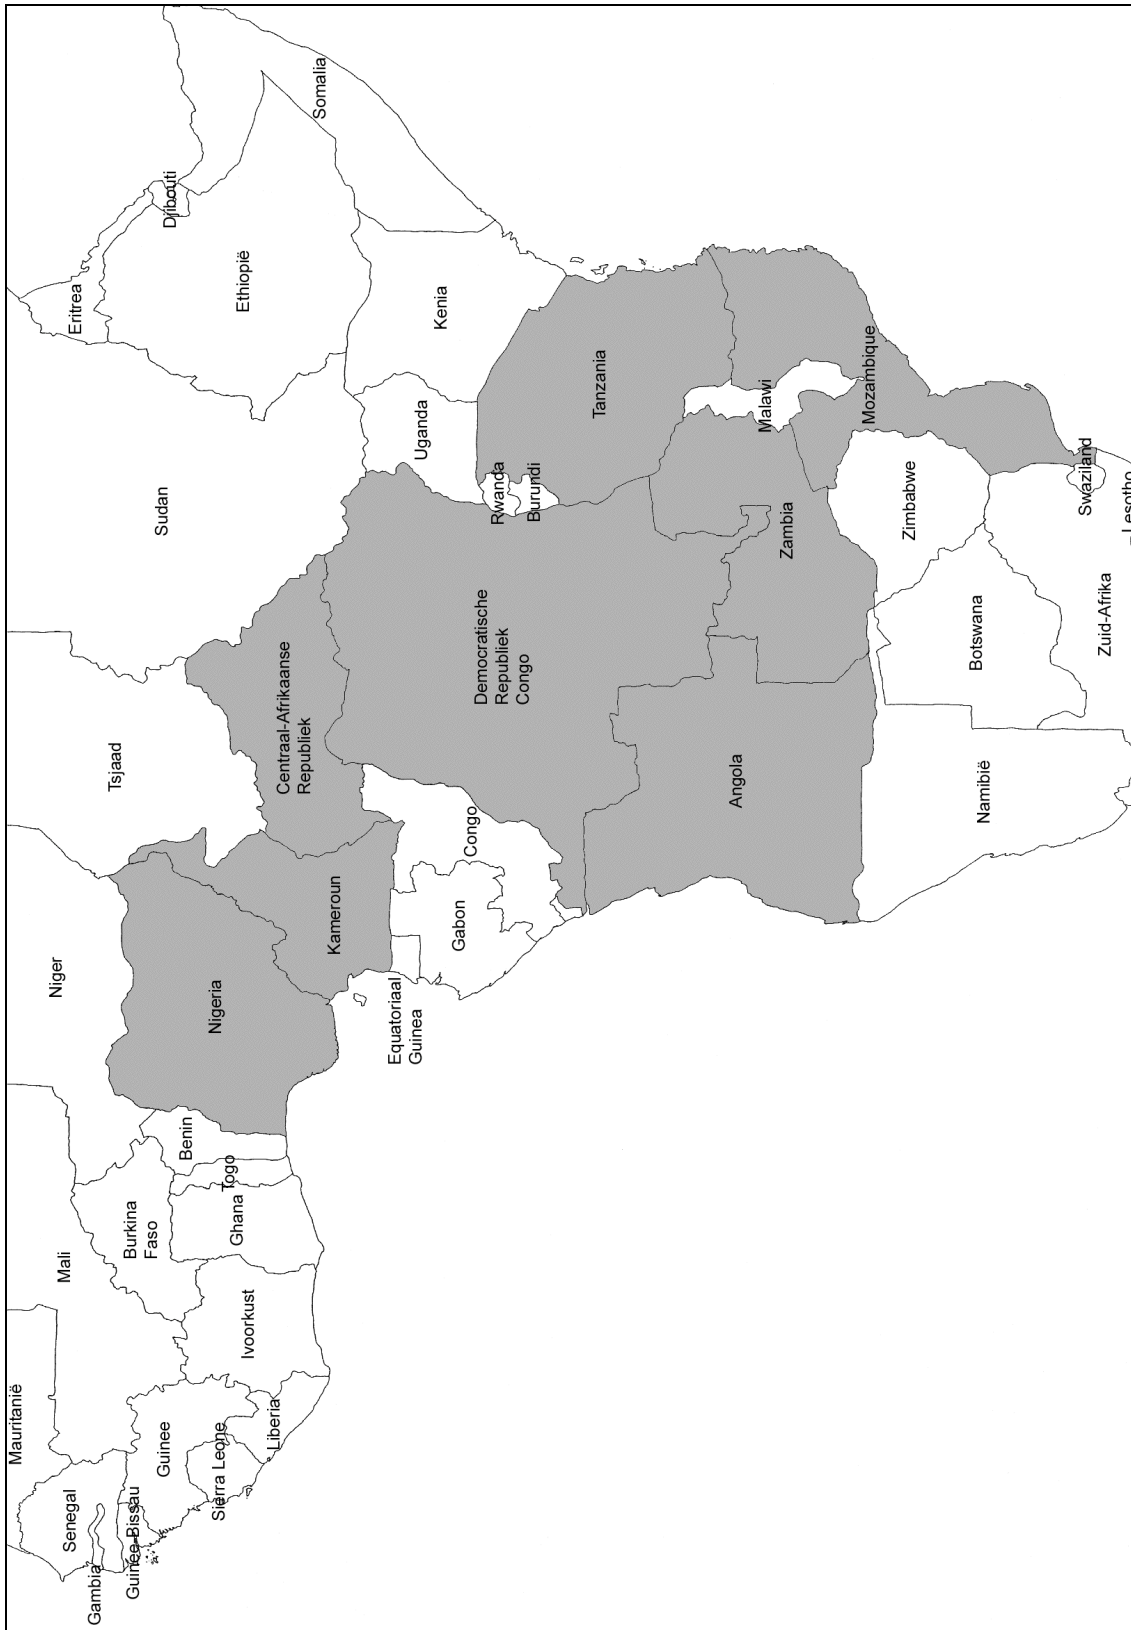 Mauritanië
Mali
Niger
Tsjaad
Sudan
Eritrea
Djibouti
Somalia
Senegal
Gambia
Guinee-Bissau
Guinee
Sierra Leone
Liberia
Ivoorkust
Burkina
Faso
Ghana
Togo
Benin
Nigeria
Kameroun
Centraal-Afrikaanse
Republiek
Ethiopië
Equatoriaal
Guinea
Gabon
Congo
Democratische
Republiek
Congo
Uganda
Kenia
Rwanda
Burundi
Tanzania
Angola
Zambia
Malawi
Mozambique
Namibië
Botswana
Zimbabwe
Zuid-Afrika
Swaziland
Lesotho